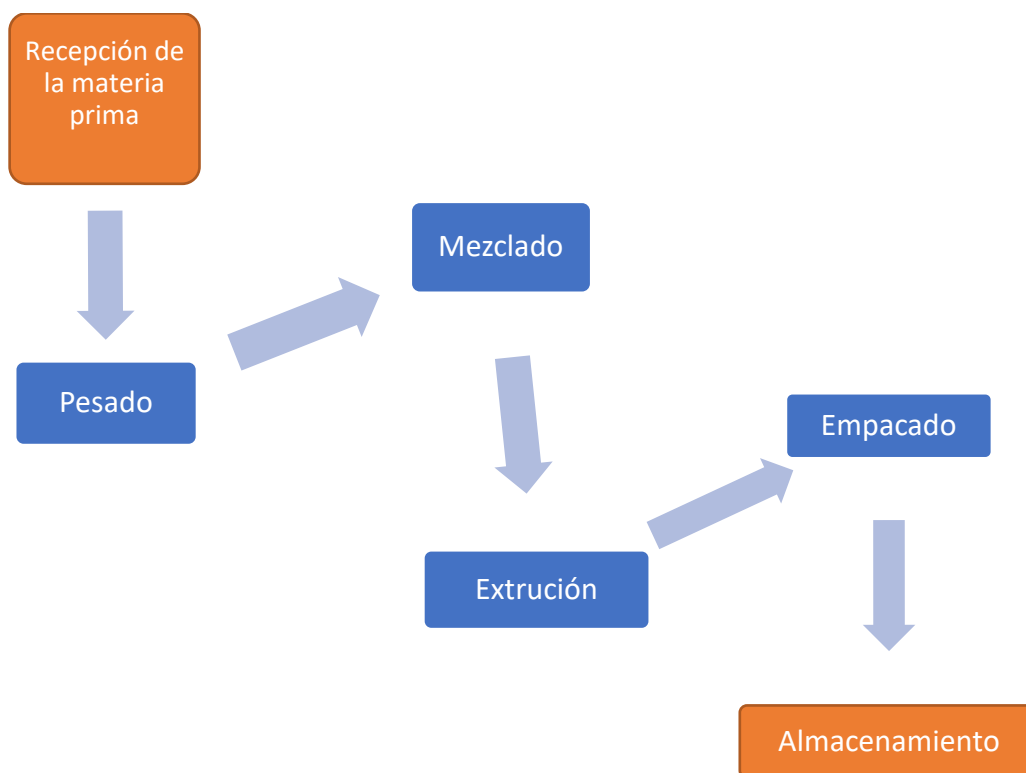 Recepción de
la materia
prima
Pesado
Mezclado
Extrución
Empacado
Almacenamiento